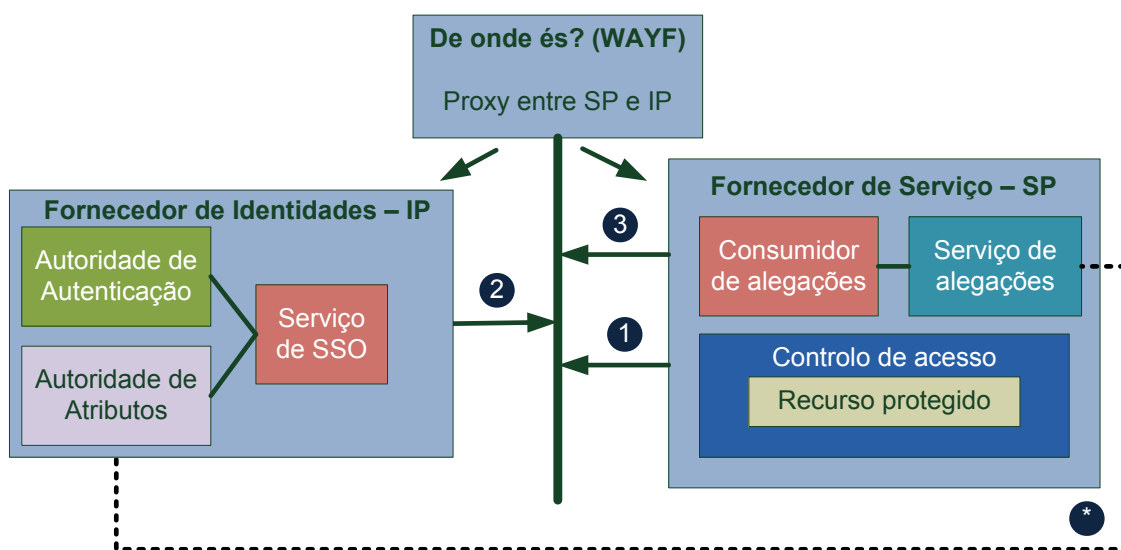 De onde és? (WAYF)
Proxy entre SP e IP
Fornecedor de Identidades – IP
Autoridade de
Autenticação
Autoridade de
Atributos
Serviço
de SSO
2
3
1
Fornecedor de Serviço – SP
Consumidor
de alegações
Serviço de
alegações
Controlo de acesso
Recurso protegido
*